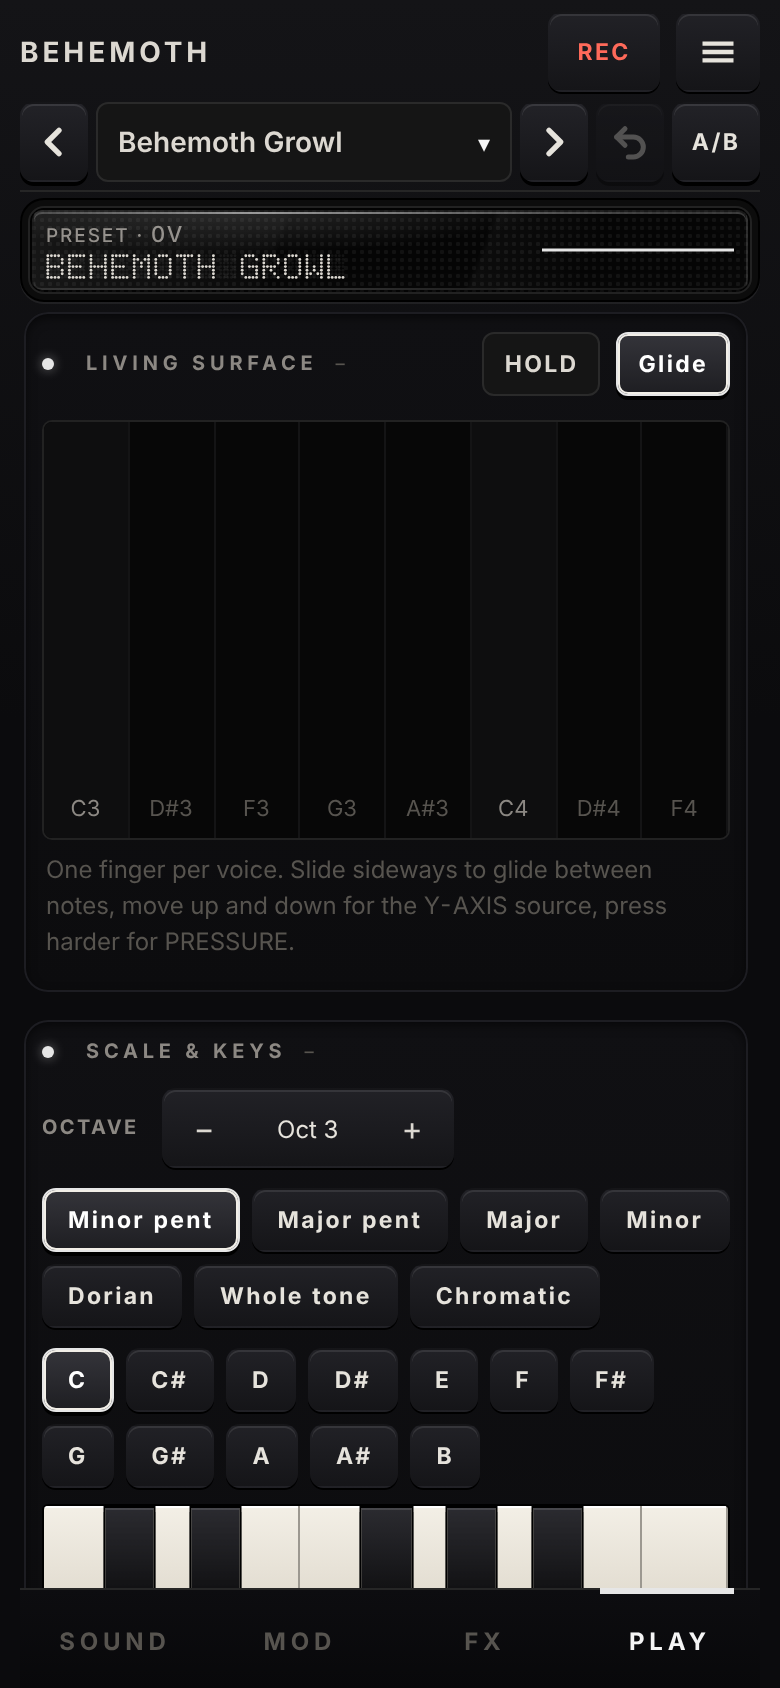 BEHEMOTH
REC
Behemoth Growl ▾
A/B
PRESET · 0V
BEHEMOTH GROWL
LIVING SURFACE –
HOLD
Glide
C3 D#3 F3 G3 A#3 C4 D#4 F4
One finger per voice. Slide sideways to glide between
notes, move up and down for the Y-AXIS source, press
harder for PRESSURE.
SCALE & KEYS –
OCTAVE − Oct 3 +
Minor pent Major pent Major Minor
Dorian Whole tone Chromatic
C C# D D# E F F#
G G# A A# B
SOUND MOD FX PLAY